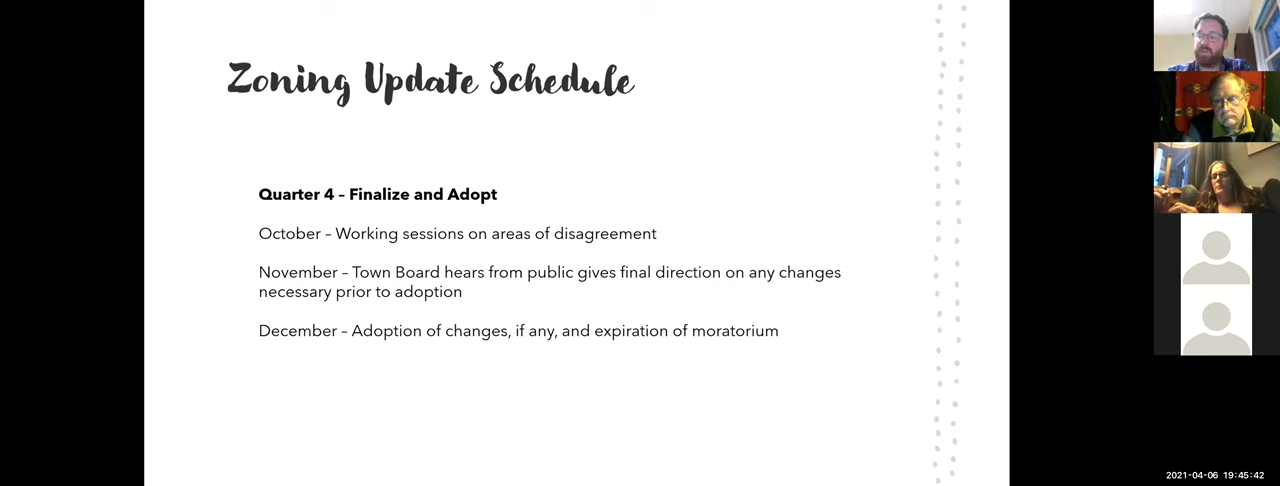 Zoning Update Schedule
Quarter 4 – Finalize and Adopt
October – Working sessions on areas of disagreement
November – Town Board hears from public gives final direction on any changes
necessary prior to adoption
December – Adoption of changes, if any, and expiration of moratorium
2021-04-06 19:45:42